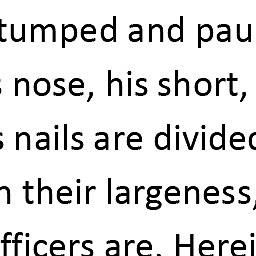 tumped and pau
s nose, his short,
s nails are divided
n their largeness,
fficers are. Herei